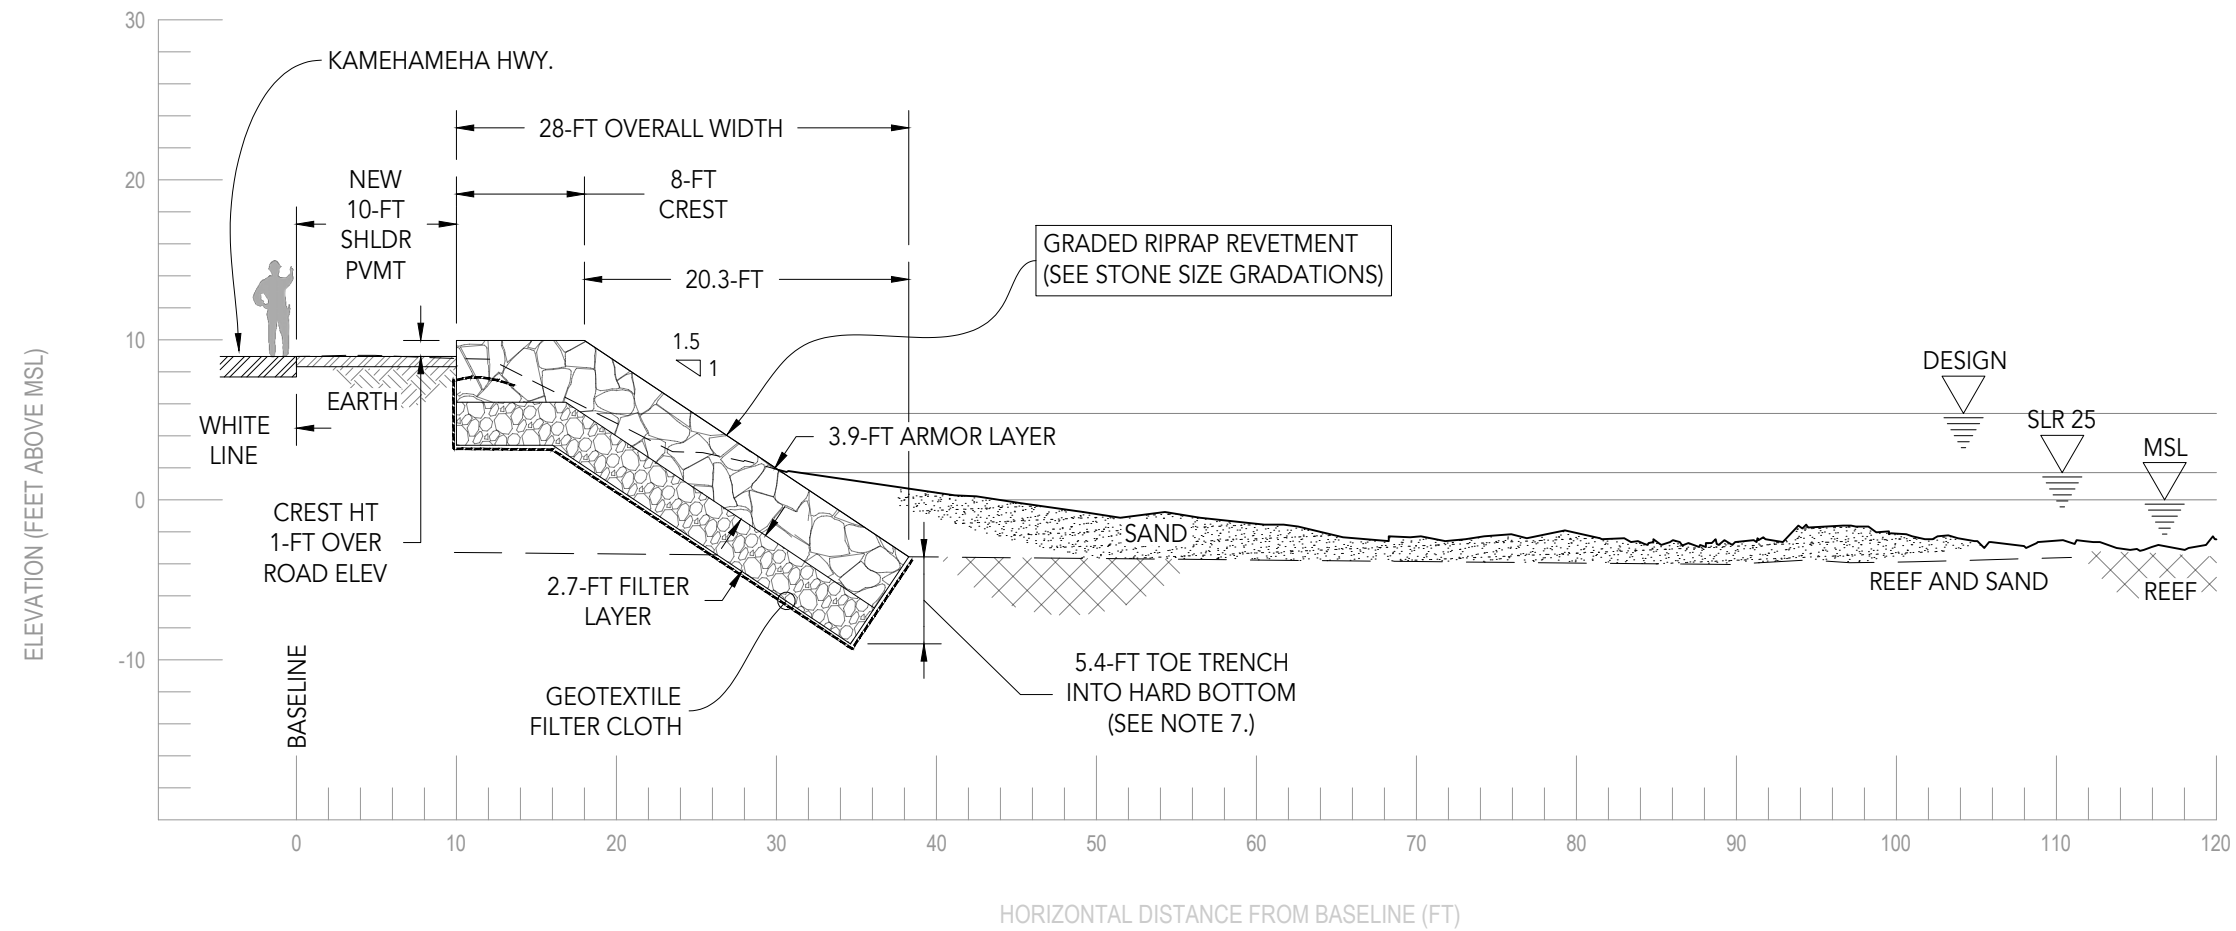 30
KAMEHAMEHA HWY.
28-FT OVERALL WIDTH
20
NEW
10-FT
SHLDR
PVMT
8-FT
CREST
GRADED RIPRAP REVETMENT
(SEE STONE SIZE GRADATIONS)
20.3-FT
10
1.5
1
DESIGN
EARTH
SLR 25
WHITE
LINE
3.9-FT ARMOR LAYER
MSL
ELEVATION (FEET ABOVE MSL)
0
CREST HT
1-FT OVER
ROAD ELEV
SAND
2.7-FT FILTER
LAYER
REEF AND SAND
REEF
-10
BASELINE
GEOTEXTILE
FILTER CLOTH
5.4-FT TOE TRENCH
INTO HARD BOTTOM
(SEE NOTE 7.)
0 10 20 30 40 50 60 70 80 90 100 110 120
HORIZONTAL DISTANCE FROM BASELINE (FT)